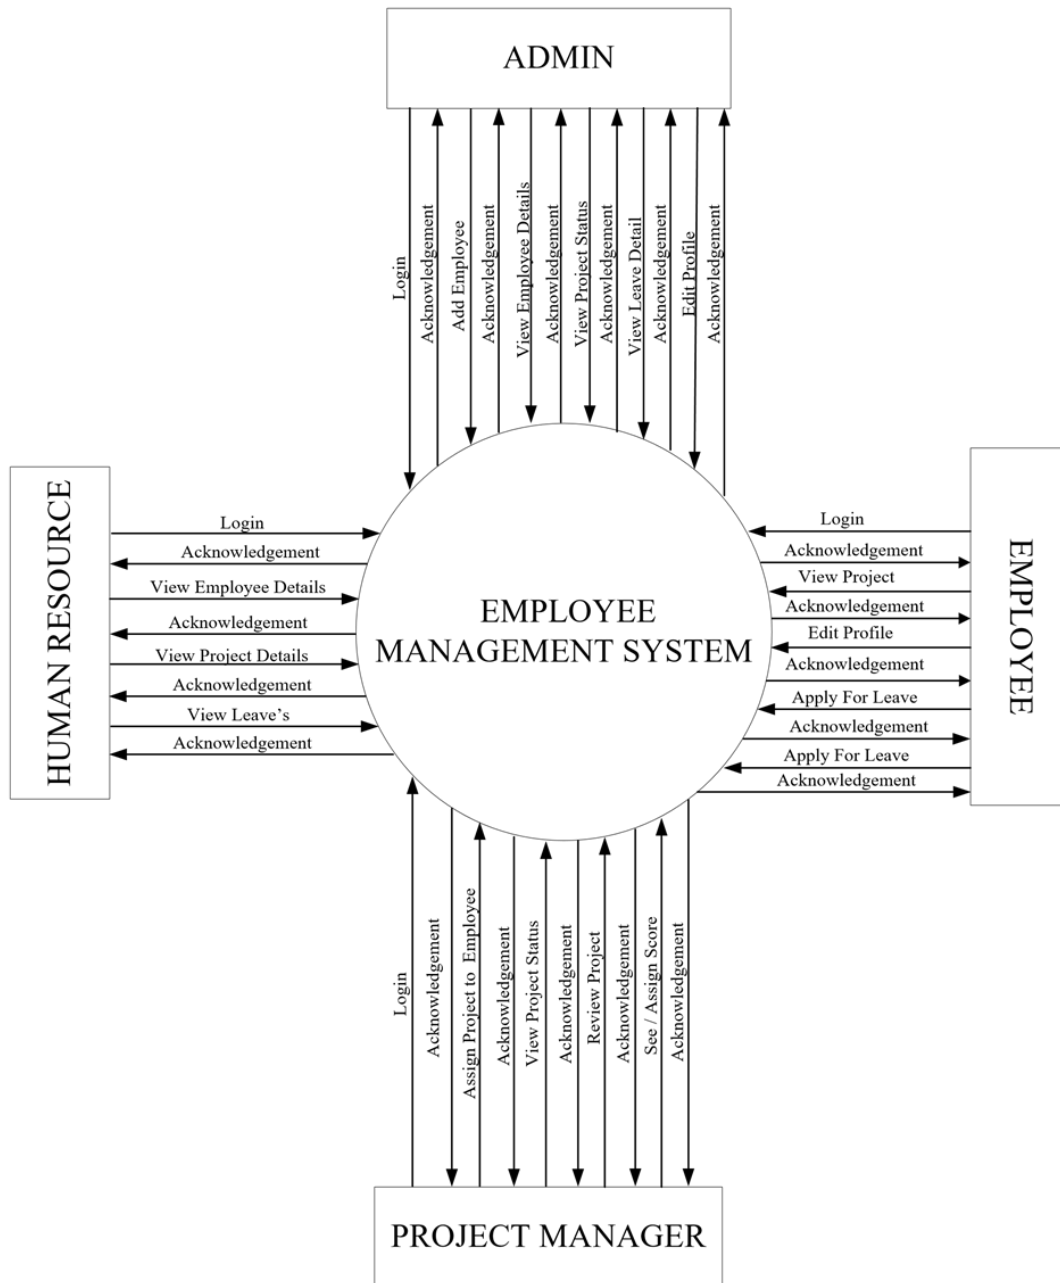 ADMIN
Login
Acknowledgement
Add Employee
Acknowledgement
View Employee Details
Acknowledgement
View Project Status
Acknowledgement
View Leave Detail
Acknowledgement
Edit Profile
Acknowledgement
HUMAN RESOURCE
Login
Acknowledgement
View Employee Details
Acknowledgement
View Project Details
Acknowledgement
View Leave's
Acknowledgement
EMPLOYEE
MANAGEMENT SYSTEM
Login
Acknowledgement
View Project
Acknowledgement
Edit Profile
Acknowledgement
Apply For Leave
Acknowledgement
Apply For Leave
Acknowledgement
EMPLOYEE
Login
Acknowledgement
Assign Project to Employee
Acknowledgement
View Project Status
Acknowledgement
Review Project
Acknowledgement
See / Assign Score
Acknowledgement
PROJECT MANAGER